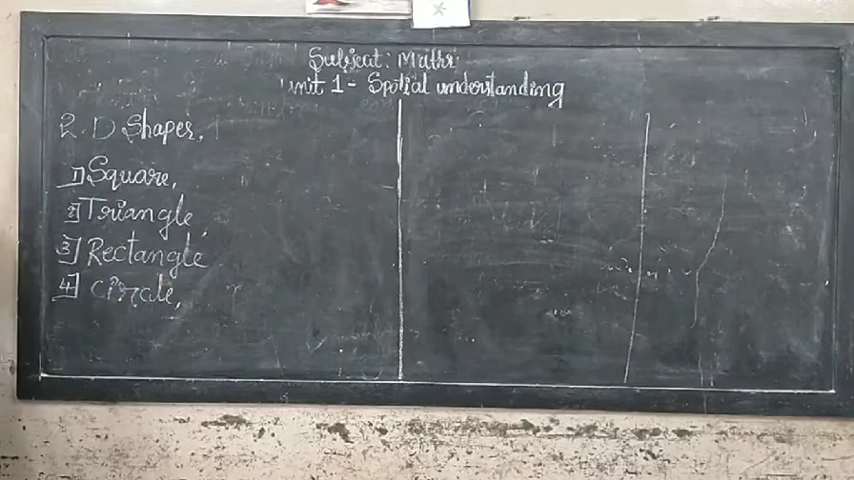 Subject: Maths
unit 1 - Spatial understanding
2. D Shapes,
1] Square,
2] Triangle,
3] Rectangle
4] circle,